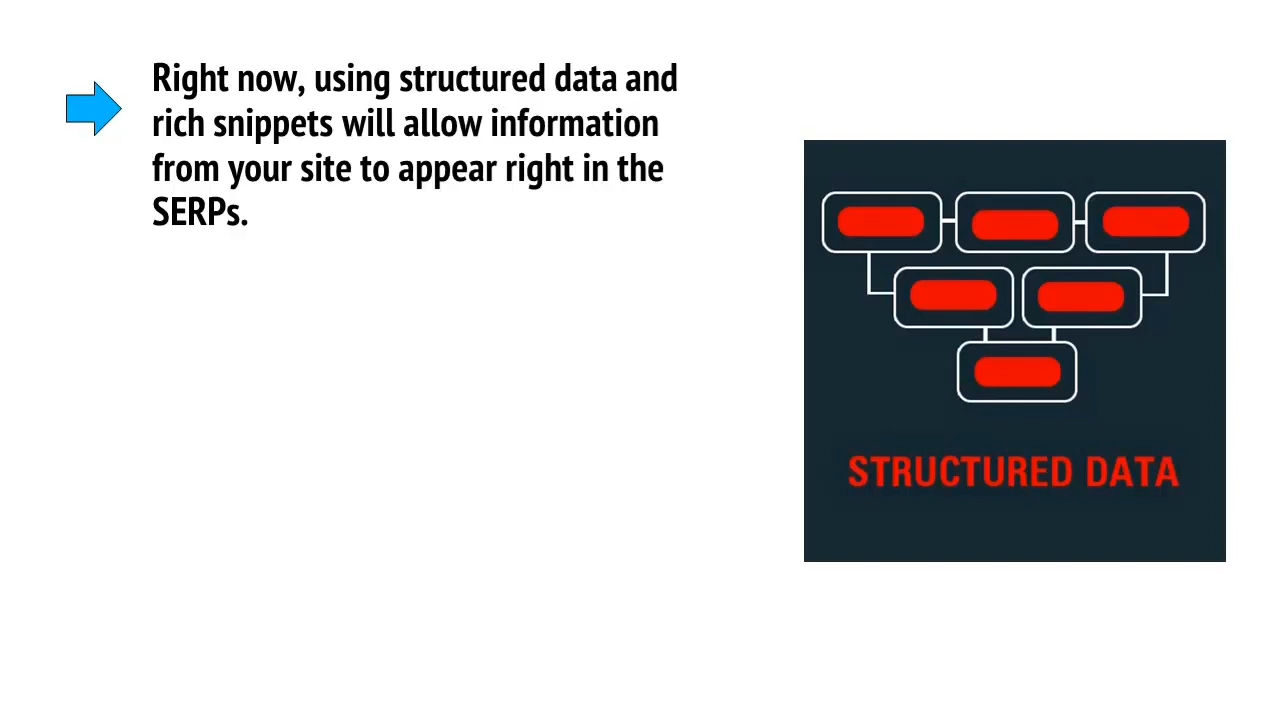 Right now, using structured data and
rich snippets will allow information
from your site to appear right in the
SERPs.
STRUCTURED DATA